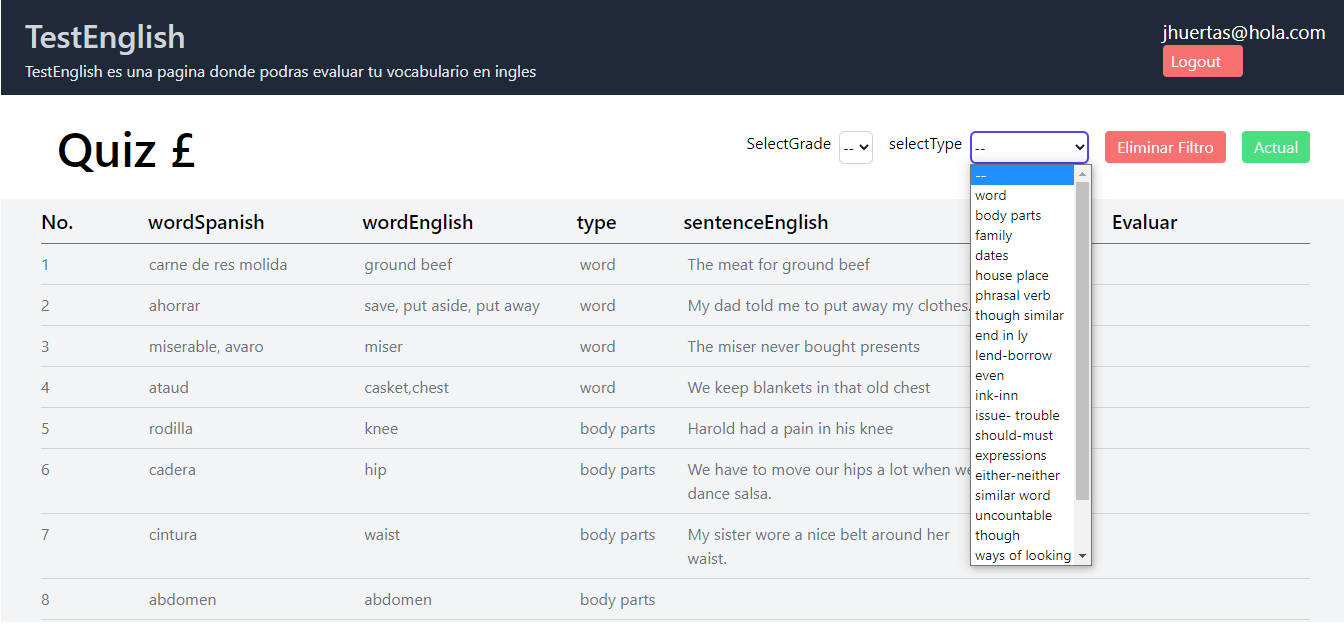 TestEnglish
TestEnglish es una pagina donde podras evaluar tu vocabulario en ingles
jhuertas@hola.com
Logout
Quiz £
SelectGrade -- selectType -- Eliminar Filtro Actual
No. wordSpanish wordEnglish type sentenceEnglish Evaluar
1 carne de res molida ground beef word The meat for ground beef
2 ahorrar save, put aside, put away word My dad told me to put away my clothes.
3 miserable, avaro miser word The miser never bought presents
4 ataud casket,chest word We keep blankets in that old chest
5 rodilla knee body parts Harold had a pain in his knee
6 cadera hip body parts We have to move our hips a lot when we
dance salsa.
7 cintura waist body parts My sister wore a nice belt around her
waist.
8 abdomen abdomen body parts
--
word
body parts
family
dates
house place
phrasal verb
though similar
end in ly
lend-borrow
even
ink-inn
issue- trouble
should-must
expressions
either-neither
similar word
uncountable
though
ways of looking